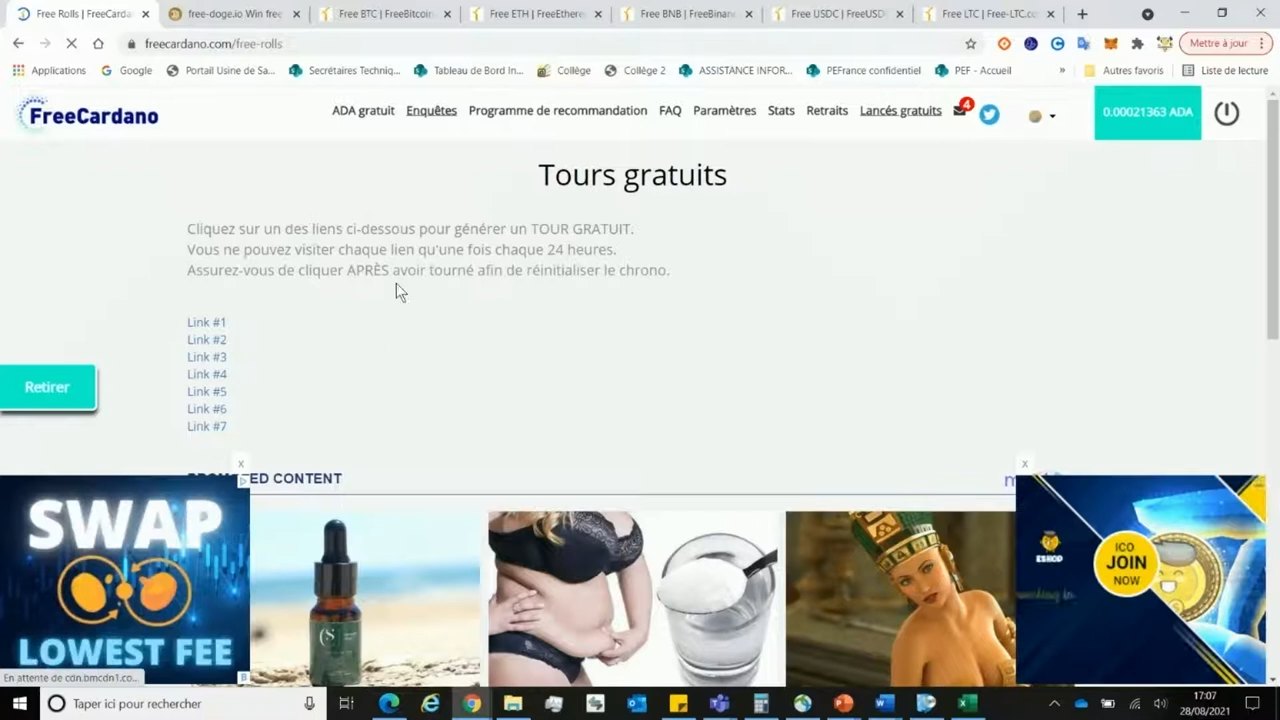 Free Rolls | FreeCarda
free-doge.io Win free
Free BTC | FreeBitcoin
Free ETH | FreeEthere
Free BNB | FreeBinanc
Free USDC | FreeUSD
Free LTC | Free-LTC.co
freecardano.com/free-rolls
Mettre à jour
Applications
Google
Portail Usine de Sa...
Secrétaires Techniq...
Tableau de Bord In...
Collège
Collège 2
ASSISTANCE INFOR...
PEFrance confidentiel
PEF - Accueil
»
Autres favoris
Liste de lecture
FreeCardano
ADA gratuit
Enquêtes
Programme de recommandation
FAQ
Paramètres
Stats
Retraits
Lancés gratuits
4
0.00021363 ADA
Tours gratuits
Cliquez sur un des liens ci-dessous pour générer un TOUR GRATUIT.
Vous ne pouvez visiter chaque lien qu'une fois chaque 24 heures.
Assurez-vous de cliquer APRÈS avoir tourné afin de réinitialiser le chrono.
Link #1
Link #2
Link #3
Link #4
Link #5
Link #6
Link #7
Retirer
x
ED CONTENT
x
SWAP
LOWEST FEE
ESHOP
ICO
JOIN
NOW
En attente de cdn.bmcdn1.co...
Taper ici pour rechercher
17:07
28/08/2021